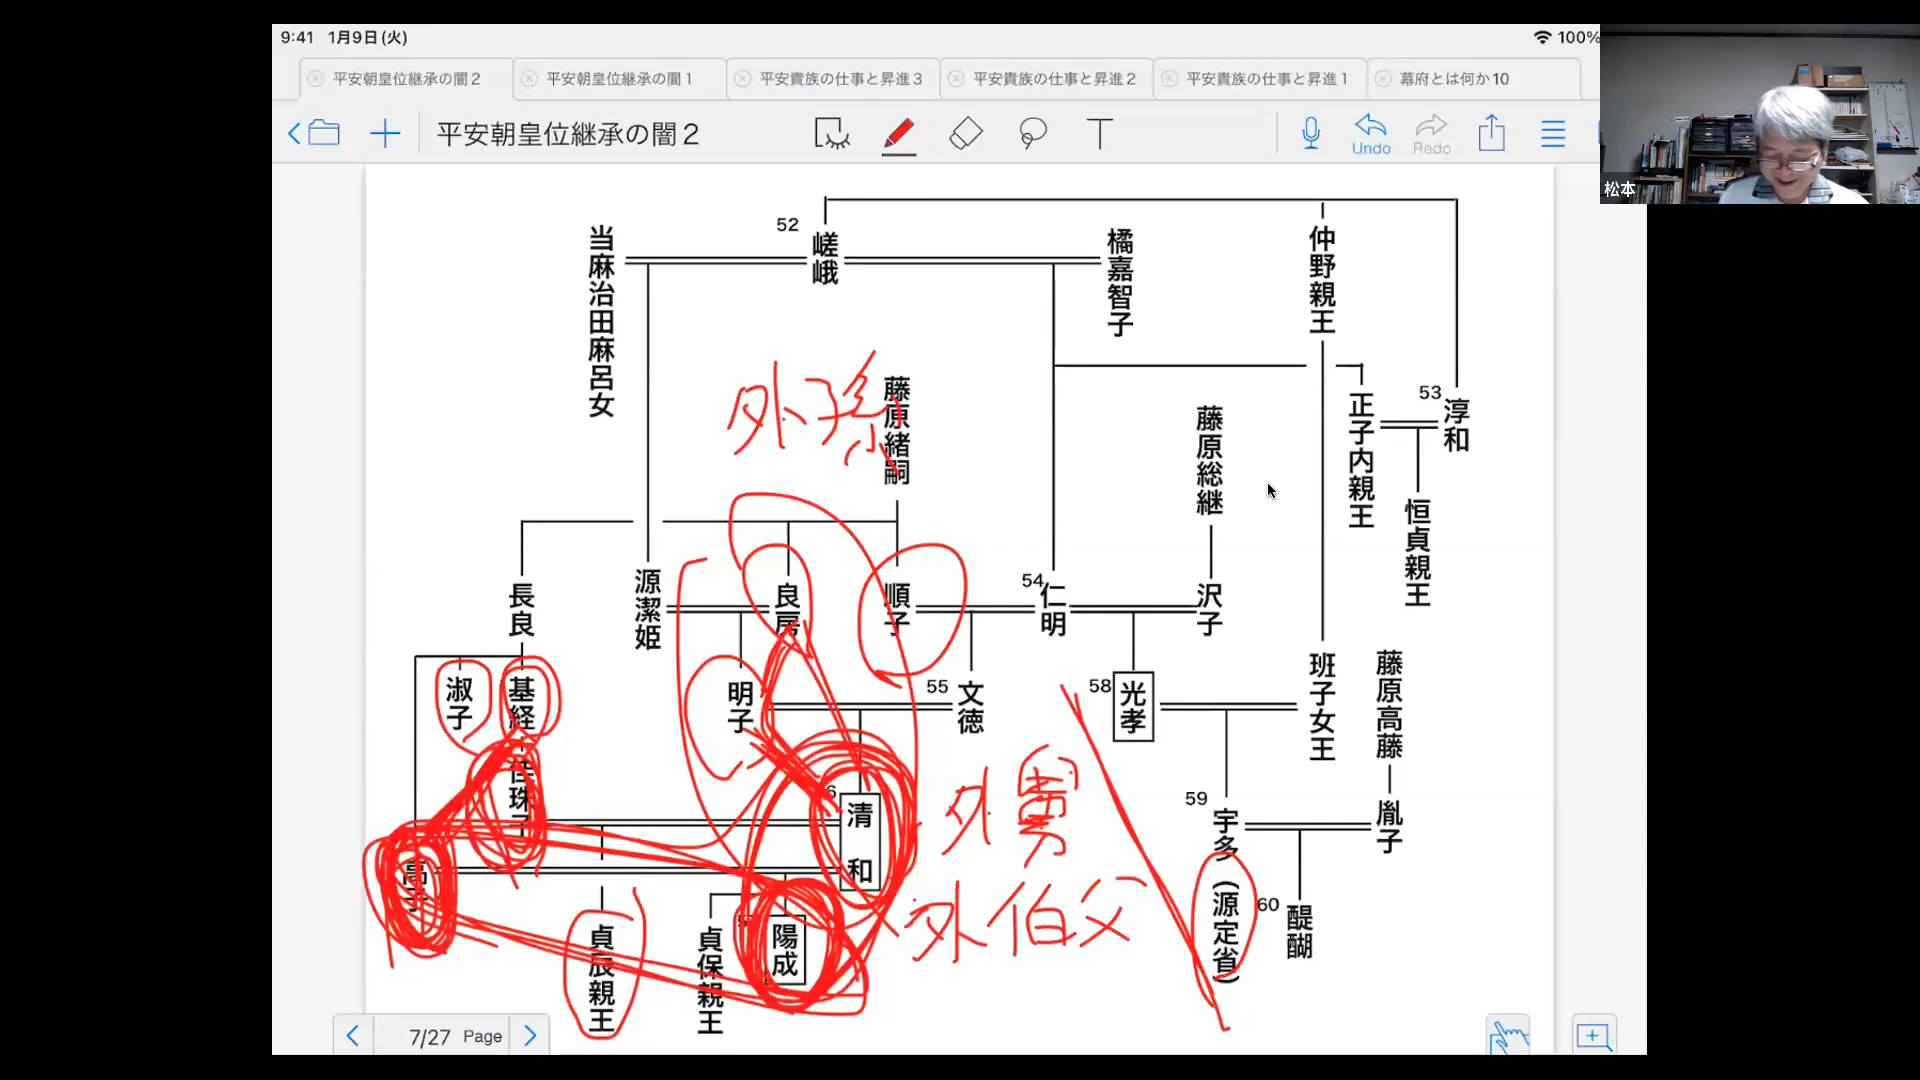 9:41 1月9日(火)
100%
平安朝皇位継承の闇2
平安朝皇位継承の闇1
平安貴族の仕事と昇進3
平安貴族の仕事と昇進2
平安貴族の仕事と昇進1
幕府とは何か10
平安朝皇位継承の闇2
Undo
Redo
松本
52
嵯峨
当麻治田麻呂女
橘嘉智子
仲野親王
53
淳和
正子内親王
恒貞親王
藤原緒嗣
外孫
藤原総継
長良
源潔姫
良房
順子
54
仁明
沢子
淑子
基経
明子
55
文徳
58
光孝
班子女王
藤原高藤
佳珠子
6
清和
外舅
外伯父
59
宇多
(源定省)
胤子
60
醍醐
高子
貞辰親王
貞保親王
5
陽成
7/27 Page